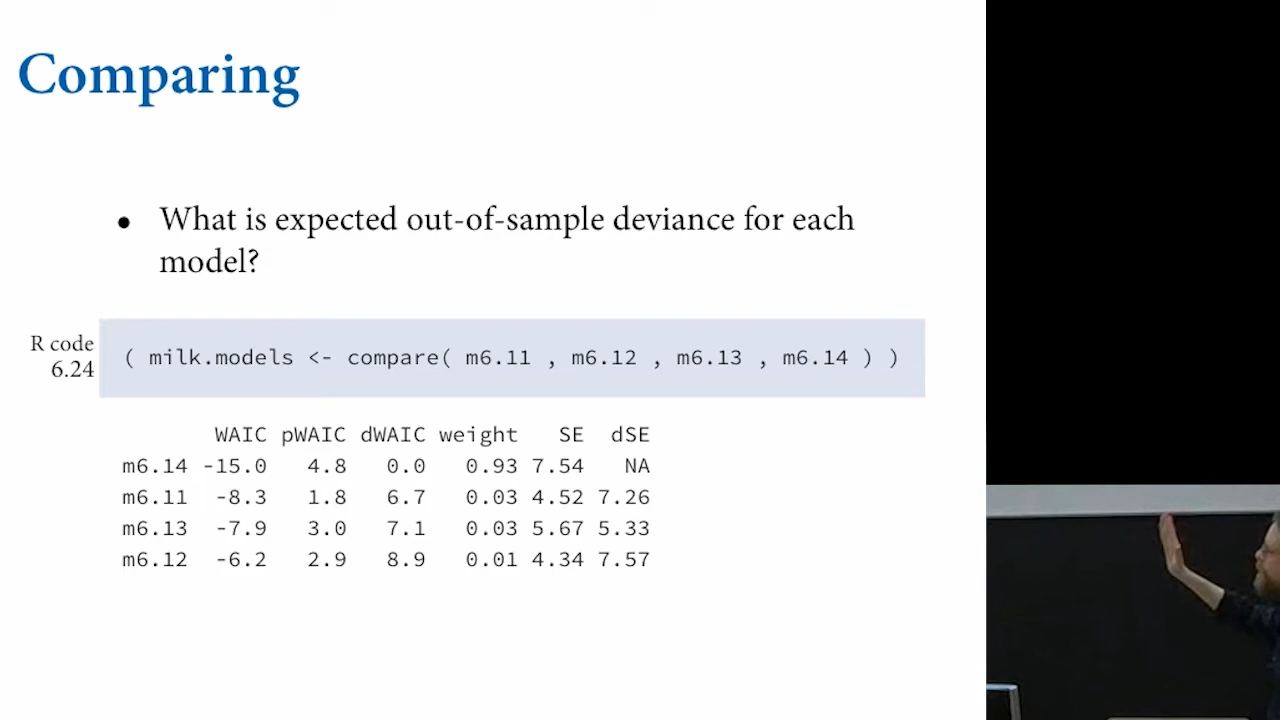 Comparing
• What is expected out-of-sample deviance for each
model?
R code
6.24
( milk.models <- compare( m6.11 , m6.12 , m6.13 , m6.14 ) )
WAIC pWAIC dWAIC weight SE dSE
m6.14 -15.0 4.8 0.0 0.93 7.54 NA
m6.11 -8.3 1.8 6.7 0.03 4.52 7.26
m6.13 -7.9 3.0 7.1 0.03 5.67 5.33
m6.12 -6.2 2.9 8.9 0.01 4.34 7.57